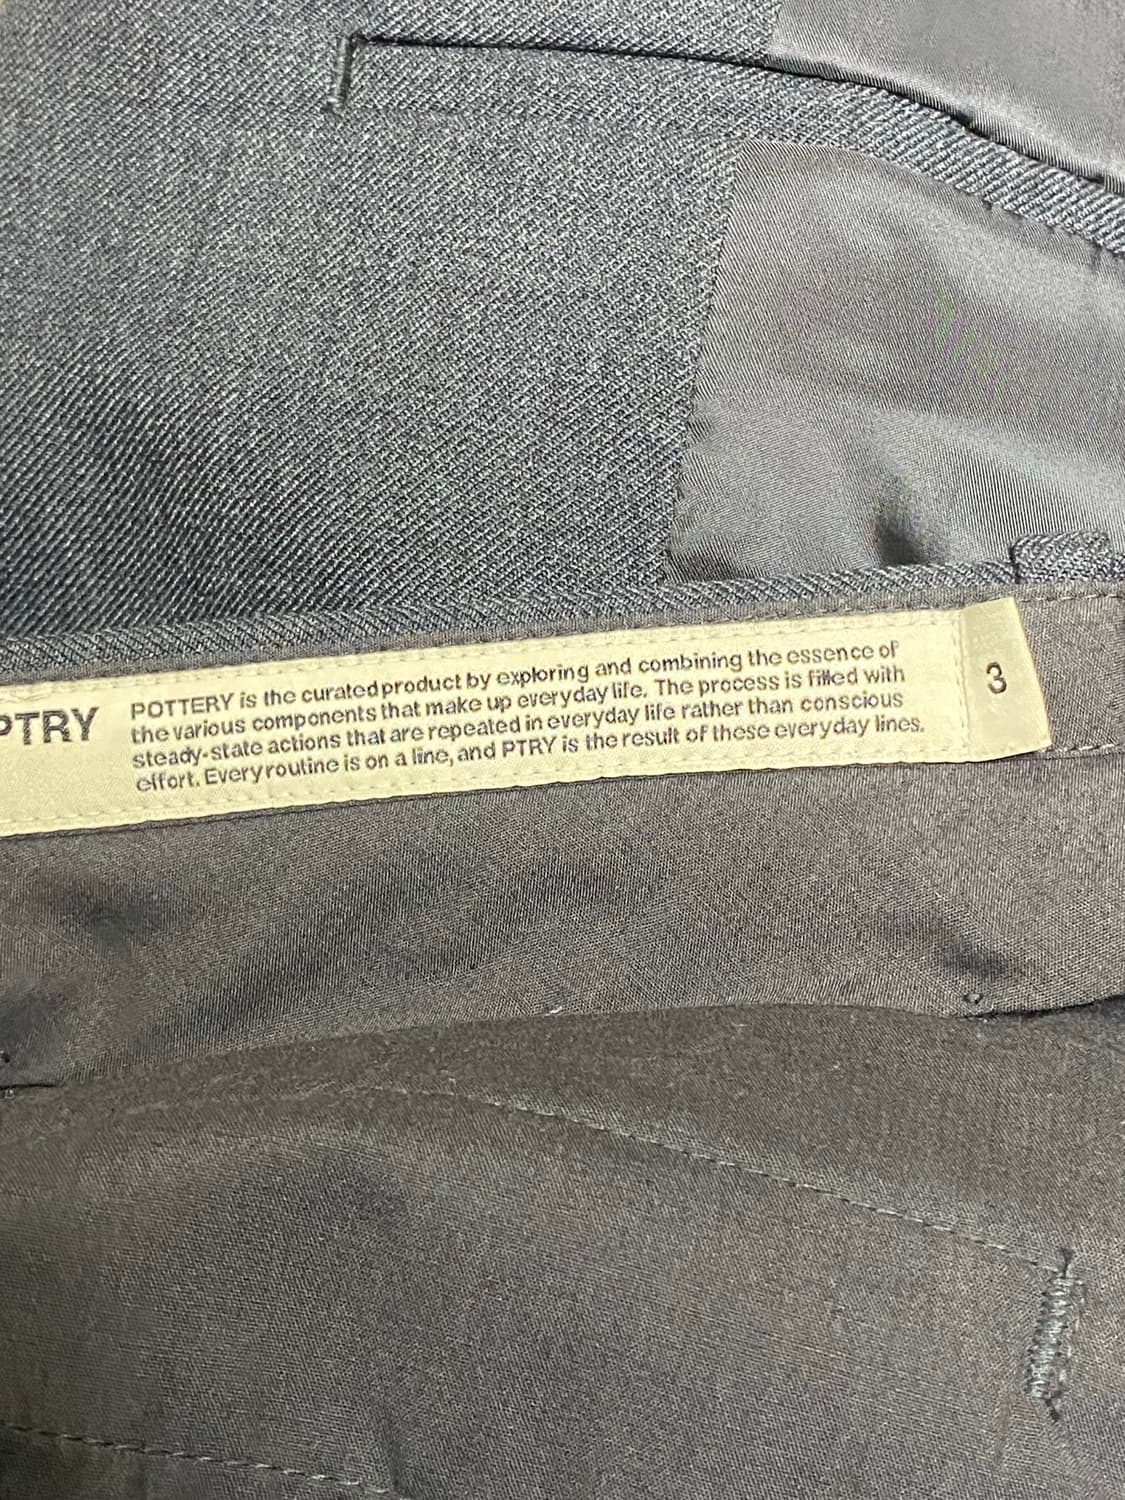 PTRY
POTTERY is the curated product by exploring and combining the essence of
the various components that make up everyday life. The process is filled with
steady-state actions that are repeated in everyday life rather than conscious
effort. Every routine is on a line, and PTRY is the result of these everyday lines.
3